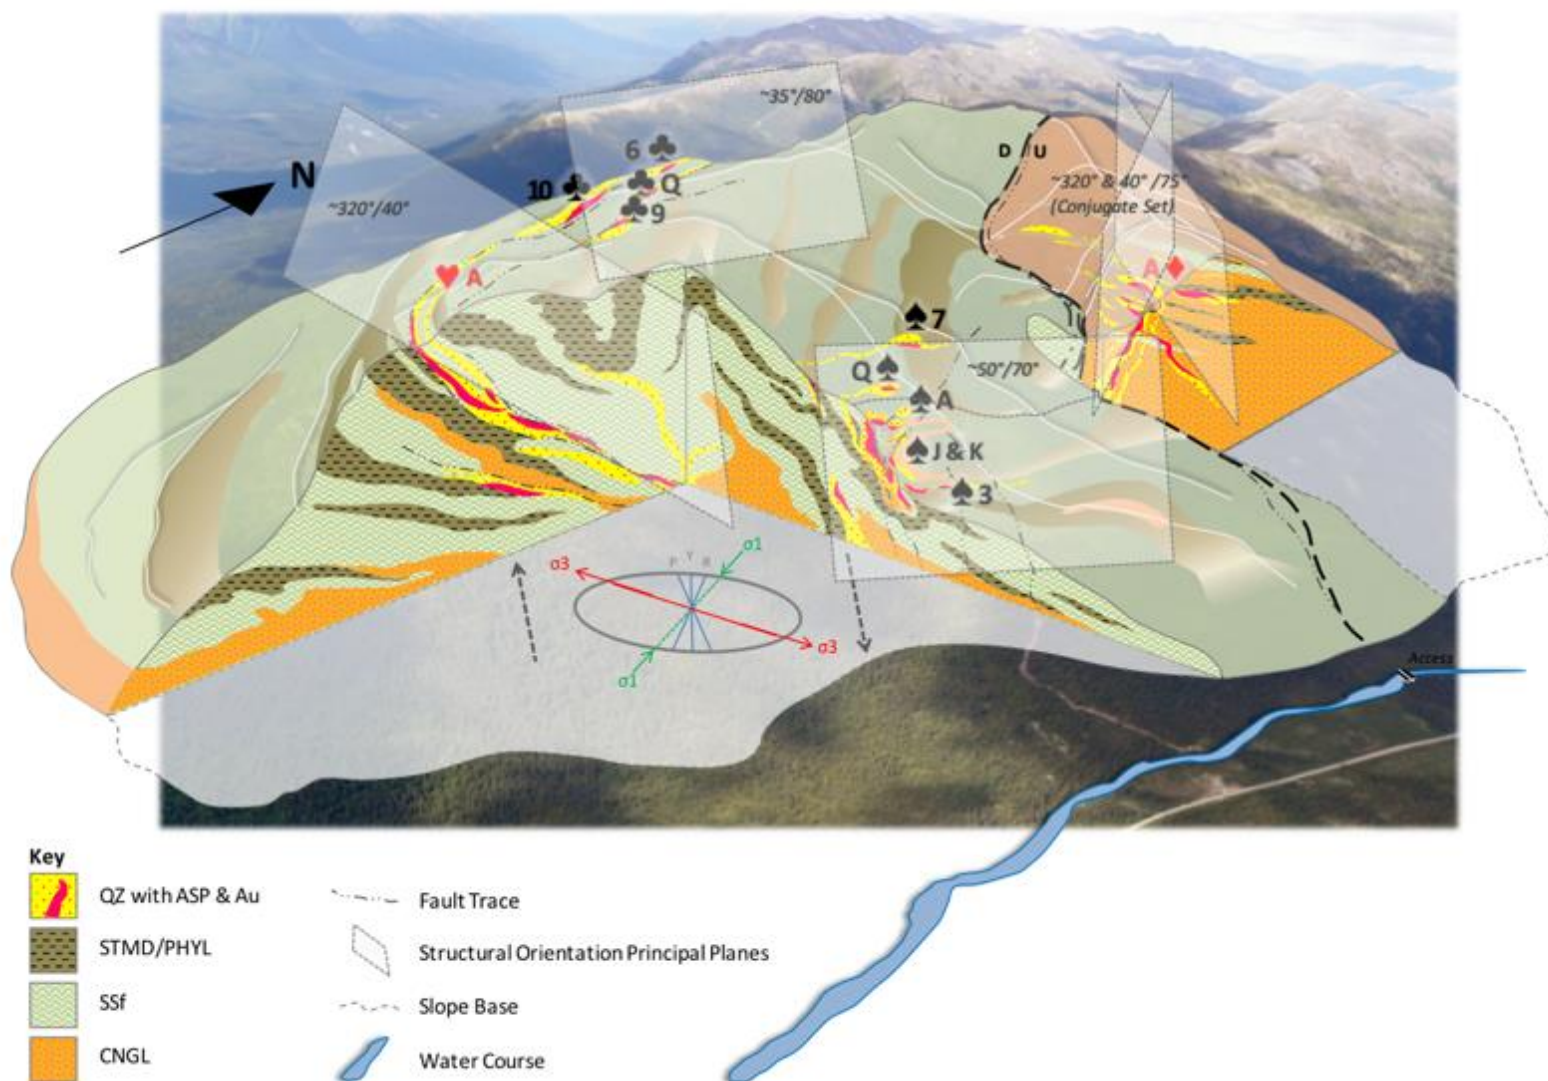 ~35°/80°
6 ♣
D / U
N
10 ♣
♣ Q
~320° & 40° /75°
(Conjugate Set)
~320°/40°
♣ 9
♥ A
A ♦
♠ 7
Q ♠
~50°/70°
♠ A
♠ J & K
♠ 3
σ3
P Y R
σ1
σ3
σ1
Access
Key
QZ with ASP & Au
Fault Trace
STMD/PHYL
Structural Orientation Principal Planes
SSf
Slope Base
CNGL
Water Course